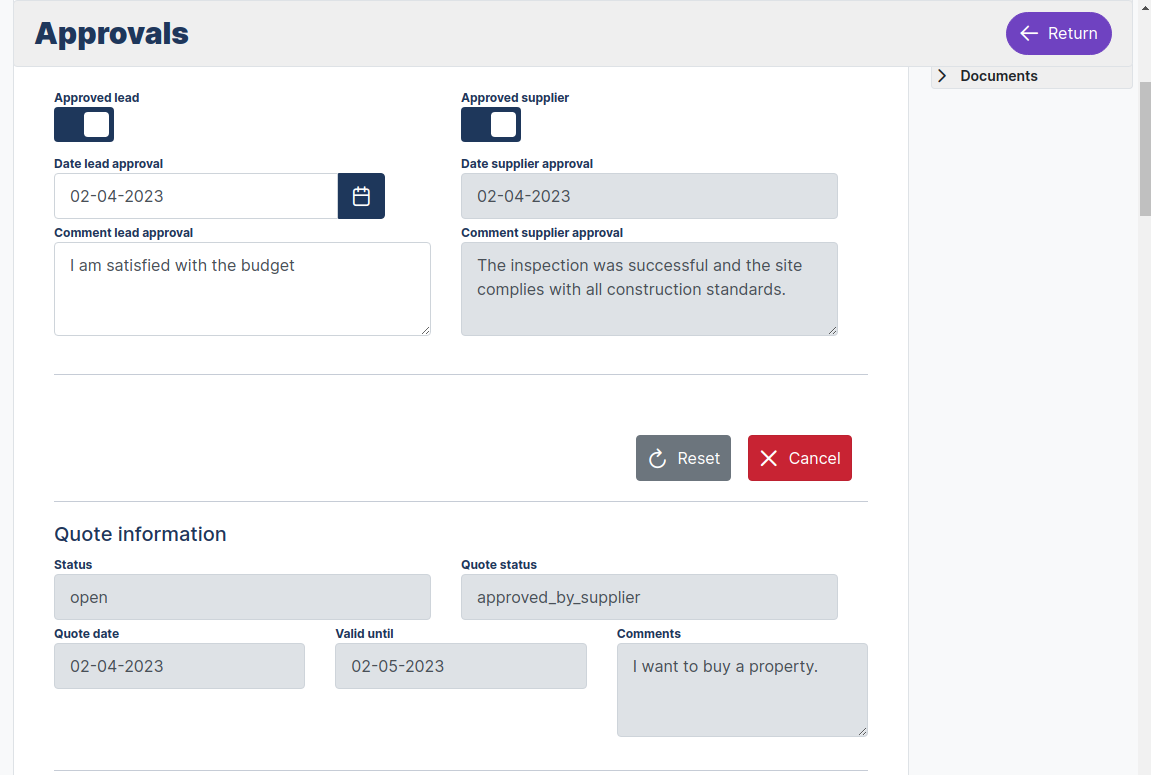 Approvals
Return
Documents
Approved lead
Approved supplier
Date lead approval
Date supplier approval
02-04-2023
02-04-2023
Comment lead approval
Comment supplier approval
I am satisfied with the budget
The inspection was successful and the site
complies with all construction standards.
Reset
Cancel
Quote information
Status
Quote status
open
approved_by_supplier
Quote date
Valid until
Comments
02-04-2023
02-05-2023
I want to buy a property.